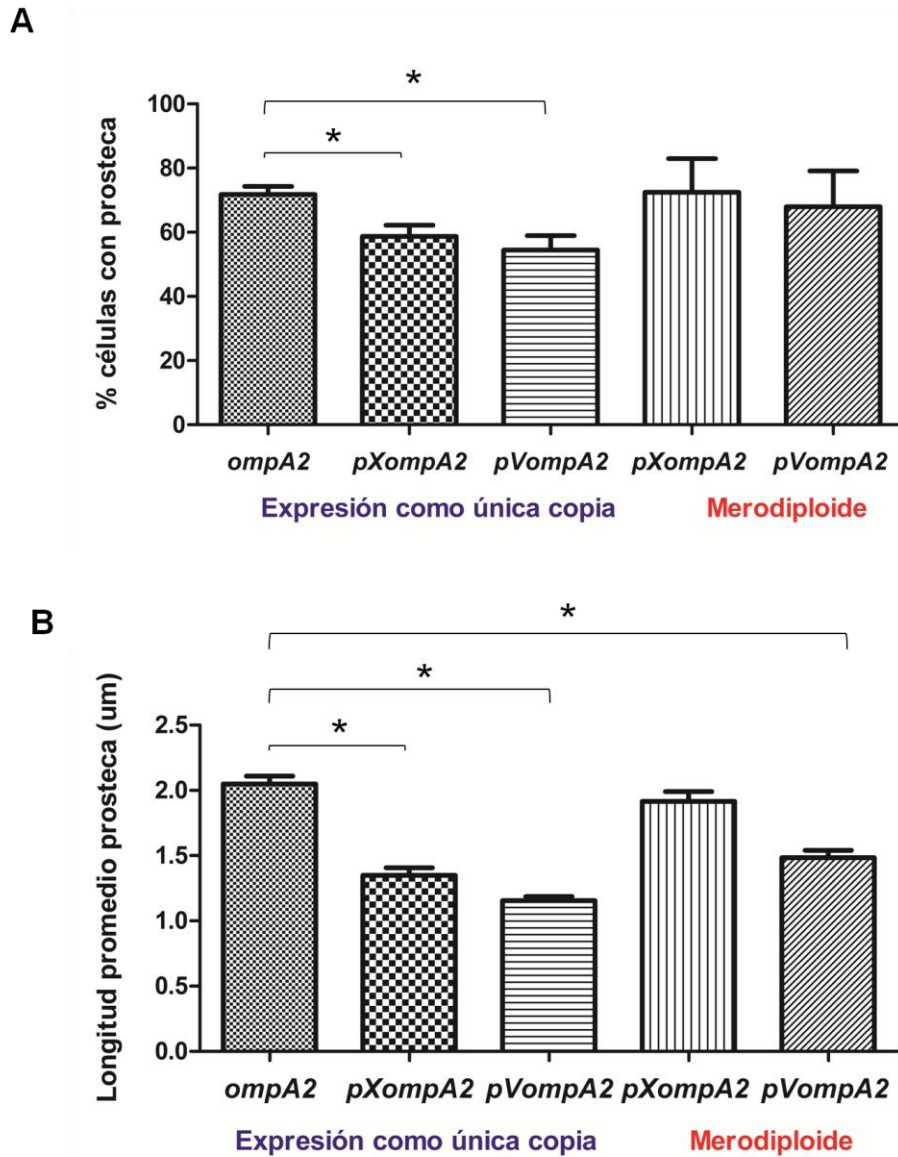 A
*
*
% células con prosteca
100
80
60
40
20
0
ompA2 pXompA2 pVompA2 pXompA2 pVompA2
Expresión como única copia Merodiploide
B
*
*
*
Longitud promedio prosteca (um)
2.5
2.0
1.5
1.0
0.5
0.0
ompA2 pXompA2 pVompA2 pXompA2 pVompA2
Expresión como única copia Merodiploide